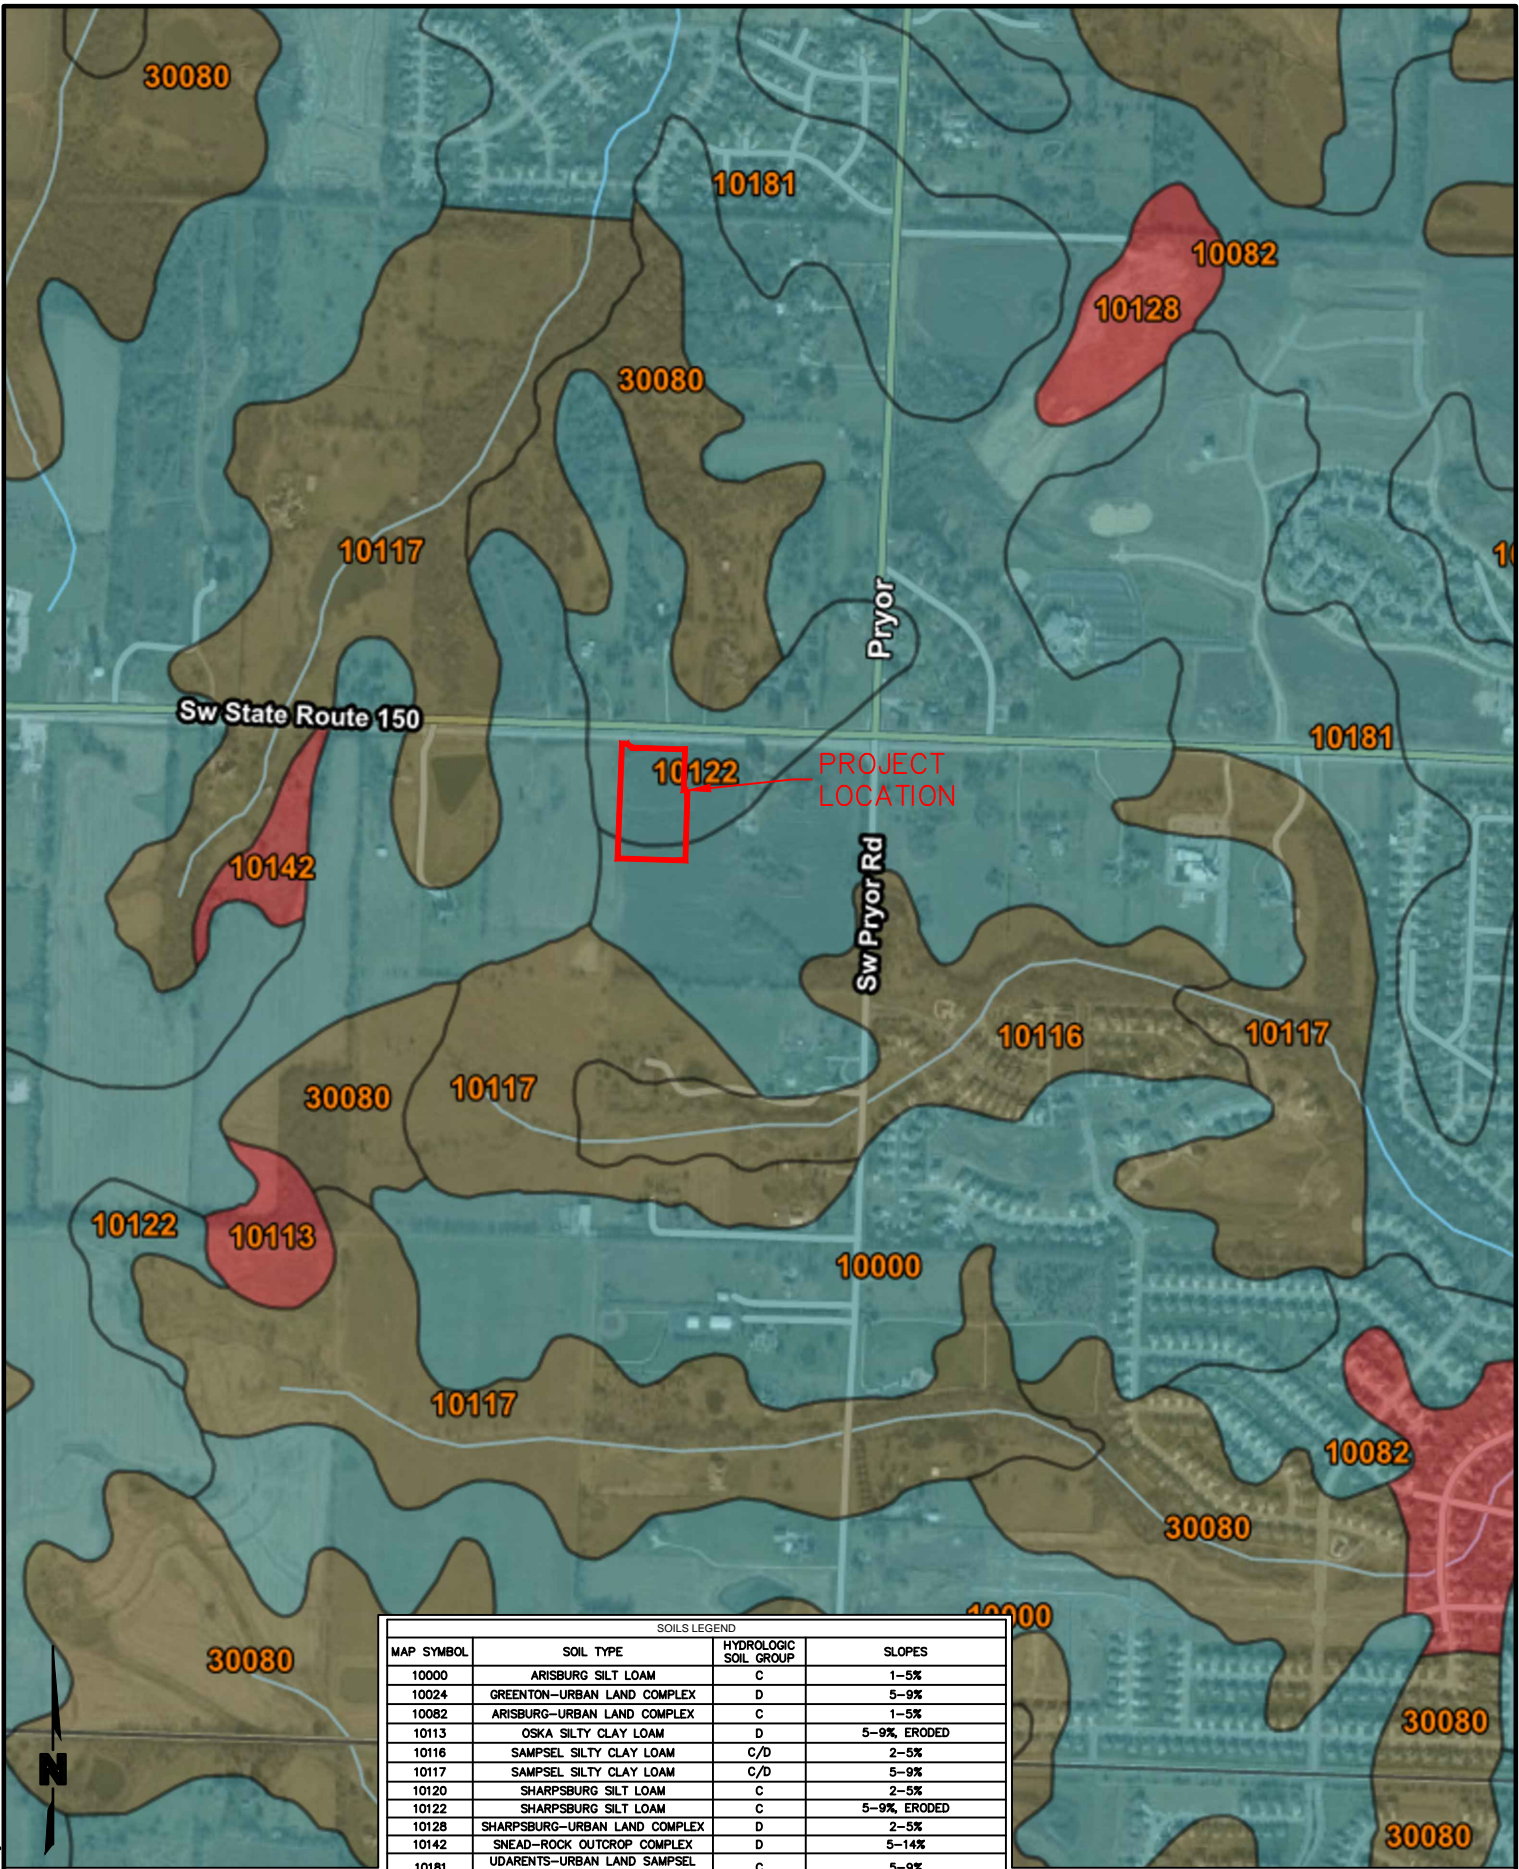 30080
10181
10082
10128
30080
10117
Pryor
Sw State Route 150
10181
10122
PROJECT
LOCATION
10142
Sw Pryor Rd
10116
10117
10117
30080
10122
10113
10000
10117
10082
30080
10000
30080
30080
30080
N
SOILS LEGEND
MAP SYMBOL SOIL TYPE HYDROLOGIC SOIL GROUP SLOPES
10000 ARISBURG SILT LOAM C 1-5%
10024 GREENTON-URBAN LAND COMPLEX D 5-9%
10082 ARISBURG-URBAN LAND COMPLEX C 1-5%
10113 OSKA SILTY CLAY LOAM D 5-9%, ERODED
10116 SAMPSEL SILTY CLAY LOAM C/D 2-5%
10117 SAMPSEL SILTY CLAY LOAM C/D 5-9%
10120 SHARPSBURG SILT LOAM C 2-5%
10122 SHARPSBURG SILT LOAM C 5-9%, ERODED
10128 SHARPSBURG-URBAN LAND COMPLEX D 2-5%
10142 SNEAD-ROCK OUTCROP COMPLEX D 5-14%
10181 UDARENTS-URBAN LAND SAMPSEL C 5-9%